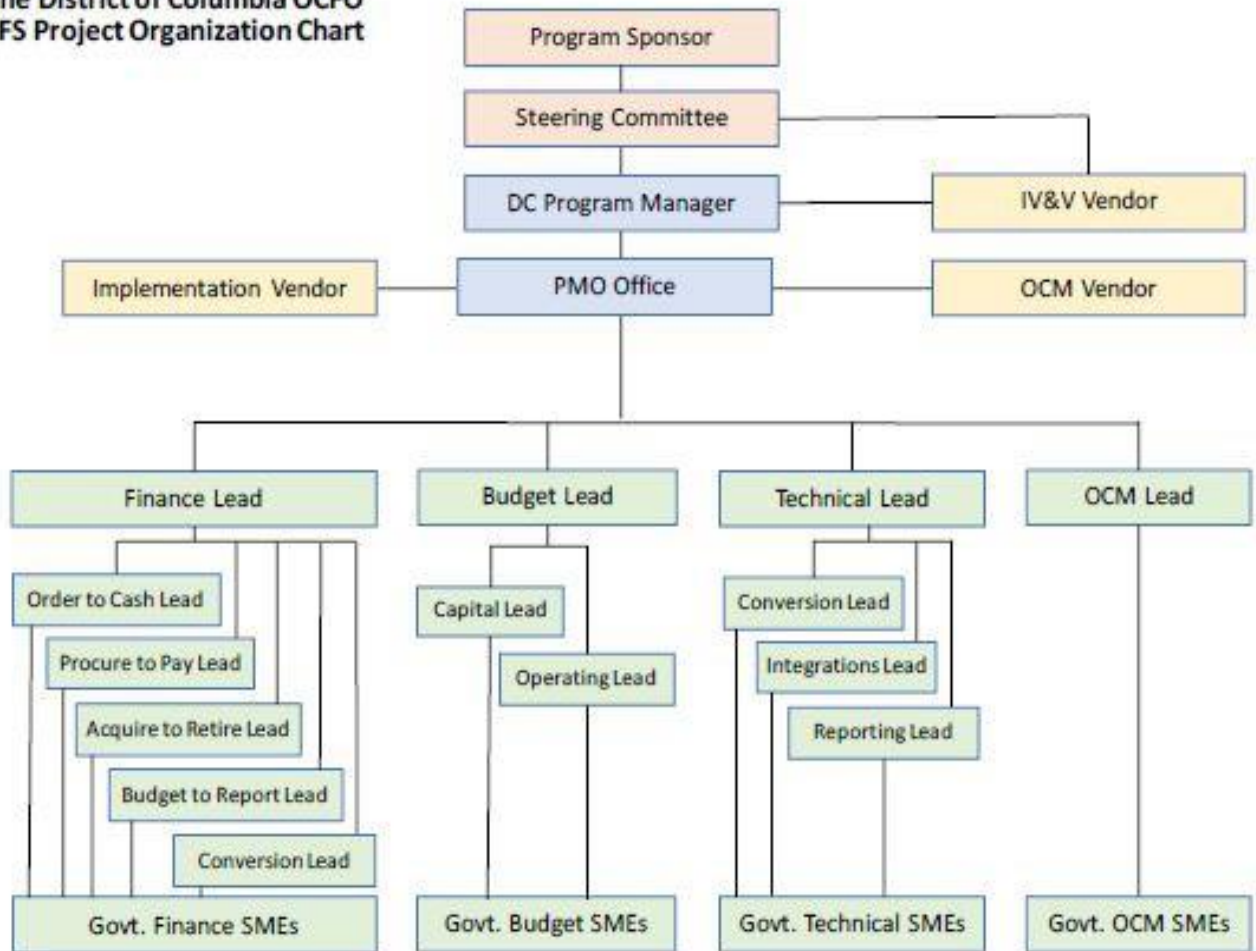 District of Columbia OCFO
FS Project Organization Chart
Program Sponsor
Steering Committee
DC Program Manager
IV&V Vendor
Implementation Vendor
PMO Office
OCM Vendor
Finance Lead
Budget Lead
Technical Lead
OCM Lead
Order to Cash Lead
Capital Lead
Conversion Lead
Procure to Pay Lead
Operating Lead
Integrations Lead
Acquire to Retire Lead
Reporting Lead
Budget to Report Lead
Conversion Lead
Govt. Finance SMEs
Govt. Budget SMEs
Govt. Technical SMEs
Govt. OCM SMEs